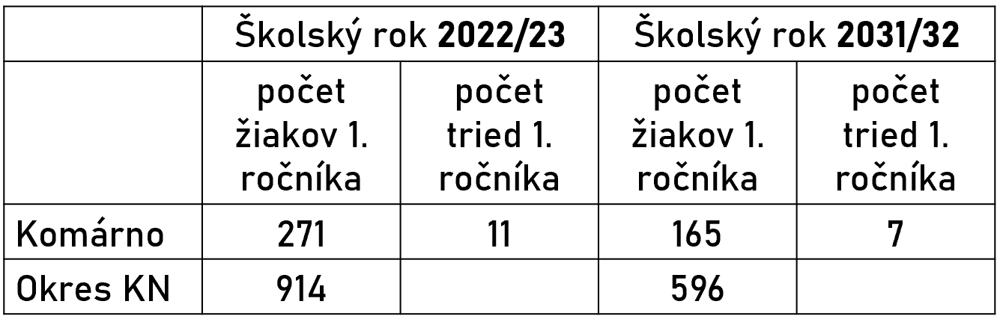 Školský rok 2022/23 Školský rok 2031/32
počet žiakov 1. ročníka počet tried 1. ročníka počet žiakov 1. ročníka počet tried 1. ročníka
Komárno 271 11 165 7
Okres KN 914 596